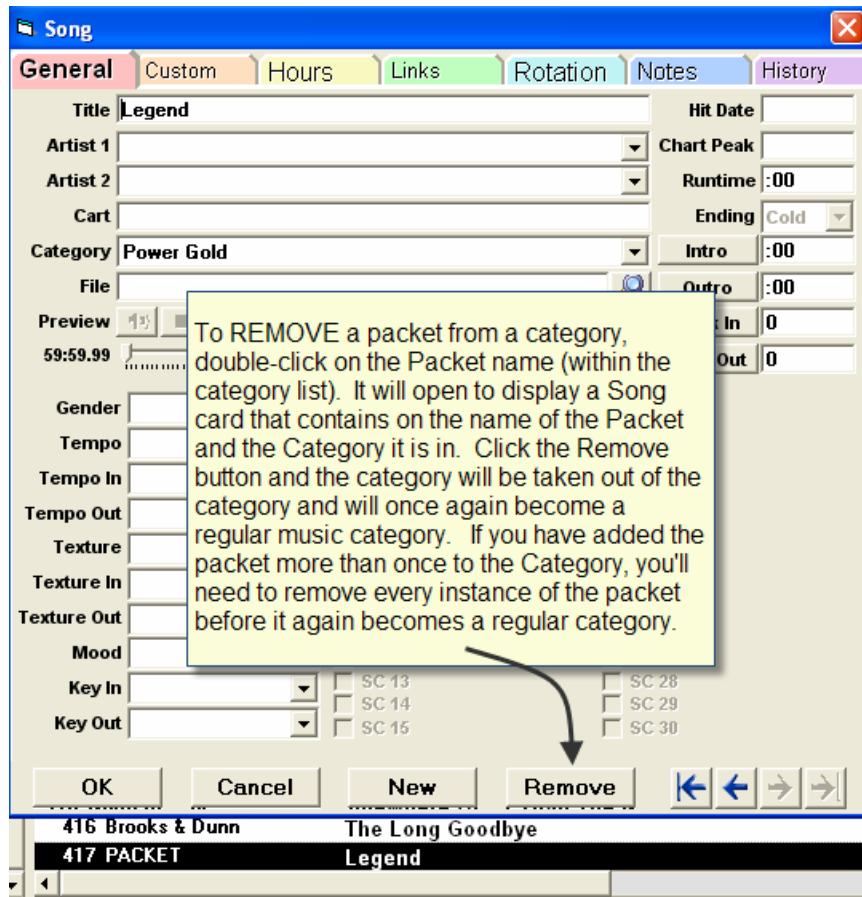 Song
General Custom Hours Links Rotation Notes History
Title Legend Hit Date
Artist 1 Chart Peak
Artist 2 Runtime :00
Cart Ending Cold
Category Power Gold Intro :00
File Outro :00
Preview In 0
59:59.99 Out 0
To REMOVE a packet from a category,
double-click on the Packet name (within the
category list). It will open to display a Song
card that contains on the name of the Packet
and the Category it is in. Click the Remove
button and the category will be taken out of the
category and will once again become a
regular music category. If you have added the
packet more than once to the Category, you'll
need to remove every instance of the packet
before it again becomes a regular category.
Gender
Tempo
Tempo In
Tempo Out
Texture
Texture In
Texture Out
Mood
Key In SC 13 SC 28
SC 14 SC 29
Key Out SC 15 SC 30
OK Cancel New Remove
416 Brooks & Dunn The Long Goodbye
417 PACKET Legend